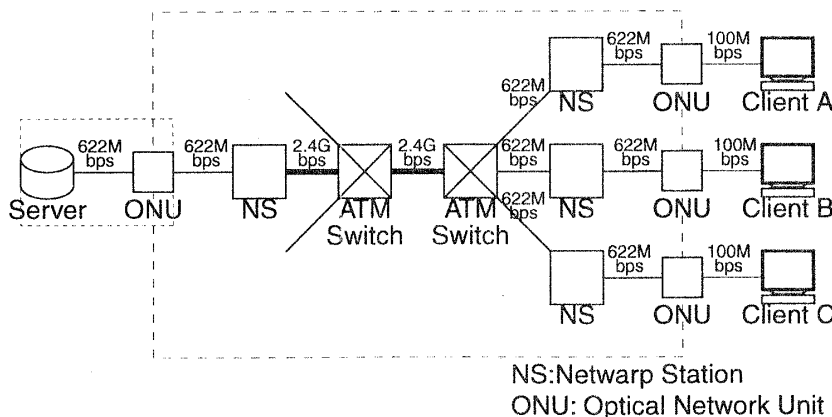 622M
bps
Server
ONU
622M
bps
NS
2.4G
bps
ATM
Switch
2.4G
bps
ATM
Switch
622M
bps
NS
622M
bps
ONU
100M
bps
Client A
622M
bps
NS
622M
bps
ONU
100M
bps
Client B
622M
bps
NS
622M
bps
ONU
100M
bps
Client C
NS:Netwarp Station
ONU: Optical Network Unit